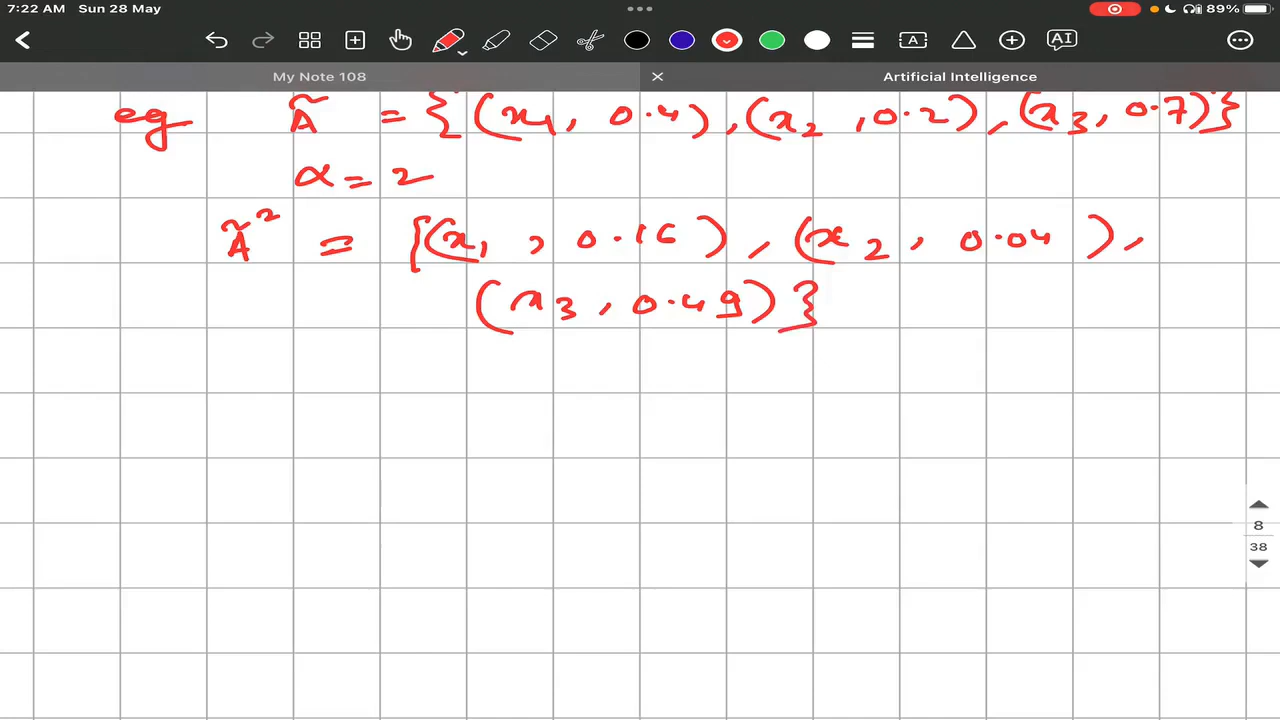 7:22 AM Sun 28 May 89%
A AI
My Note 108 Artificial Intelligence
eg Ã = {(x1, 0.4), (x2, 0.2), (x3, 0.7)}
α = 2
Ã² = {(x1, 0.16), (x2, 0.04),
(x3, 0.49)}
8
38